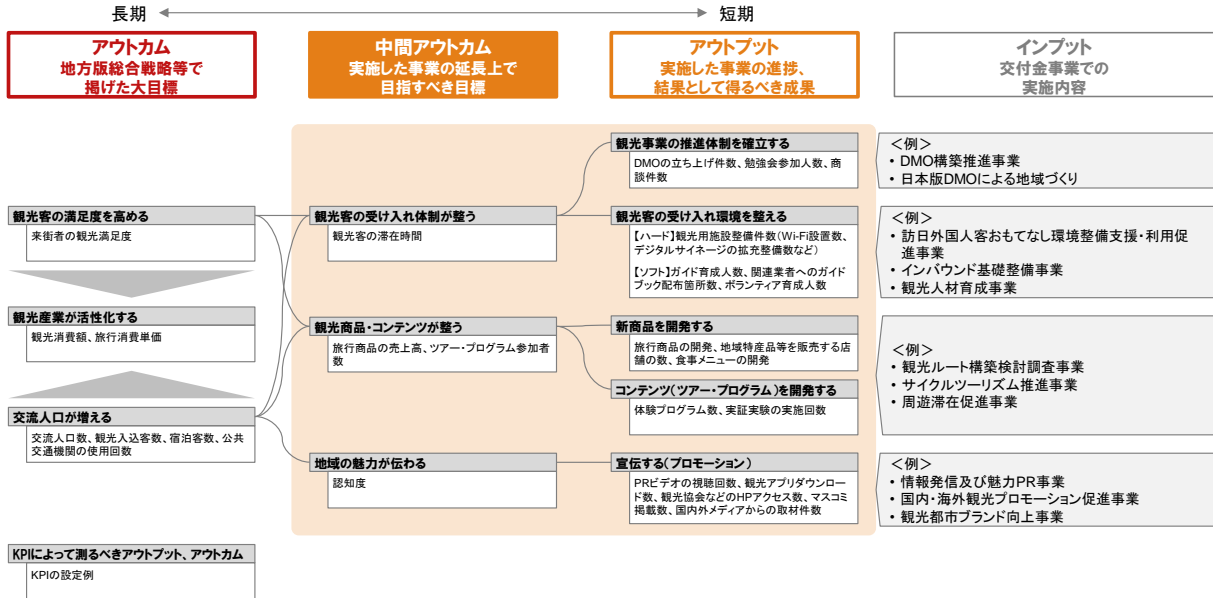 長期
短期
アウトカム
地方版総合戦略等で
掲げた大目標
中間アウトカム
実施した事業の延長上で
目指すべき目標
アウトプット
実施した事業の進捗、
結果として得るべき成果
インプット
交付金事業での
実施内容
観光客の満足度を高める
来街者の観光満足度
観光産業が活性化する
観光消費額、旅行消費単価
交流人口が増える
交流人口数、観光入込客数、宿泊客数、公共
交通機関の使用回数
KPIによって測るべきアウトプット、アウトカム
KPIの設定例
観光客の受け入れ体制が整う
観光客の滞在時間
観光商品・コンテンツが整う
旅行商品の売上高、ツアー・プログラム参加者
数
地域の魅力が伝わる
認知度
観光事業の推進体制を確立する
DMOの立ち上げ件数、勉強会参加人数、商
談件数
観光客の受け入れ環境を整える
【ハード】観光用施設整備件数(Wi-Fi設置数、
デジタルサイネージの拡充整備数など)
【ソフト】ガイド育成人数、関連業者へのガイド
ブック配布箇所数、ボランティア育成人数
新商品を開発する
旅行商品の開発、地域特産品等を販売する店
舗の数、食事メニューの開発
コンテンツ(ツアー・プログラム)を開発する
体験プログラム数、実証実験の実施回数
宣伝する(プロモーション)
PRビデオの視聴回数、観光アプリダウンロー
ド数、観光協会などのHPアクセス数、マスコミ
掲載数、国内外メディアからの取材件数
<例>
・ DMO構築推進事業
・ 日本版DMOによる地域づくり
<例>
・ 訪日外国人客おもてなし環境整備支援・利用促
進事業
・ インバウンド基礎整備事業
・ 観光人材育成事業
<例>
・ 観光ルート構築検討調査事業
・ サイクルツーリズム推進事業
・ 周遊滞在促進事業
<例>
・ 情報発信及び魅力PR事業
・ 国内・海外観光プロモーション促進事業
・ 観光都市ブランド向上事業